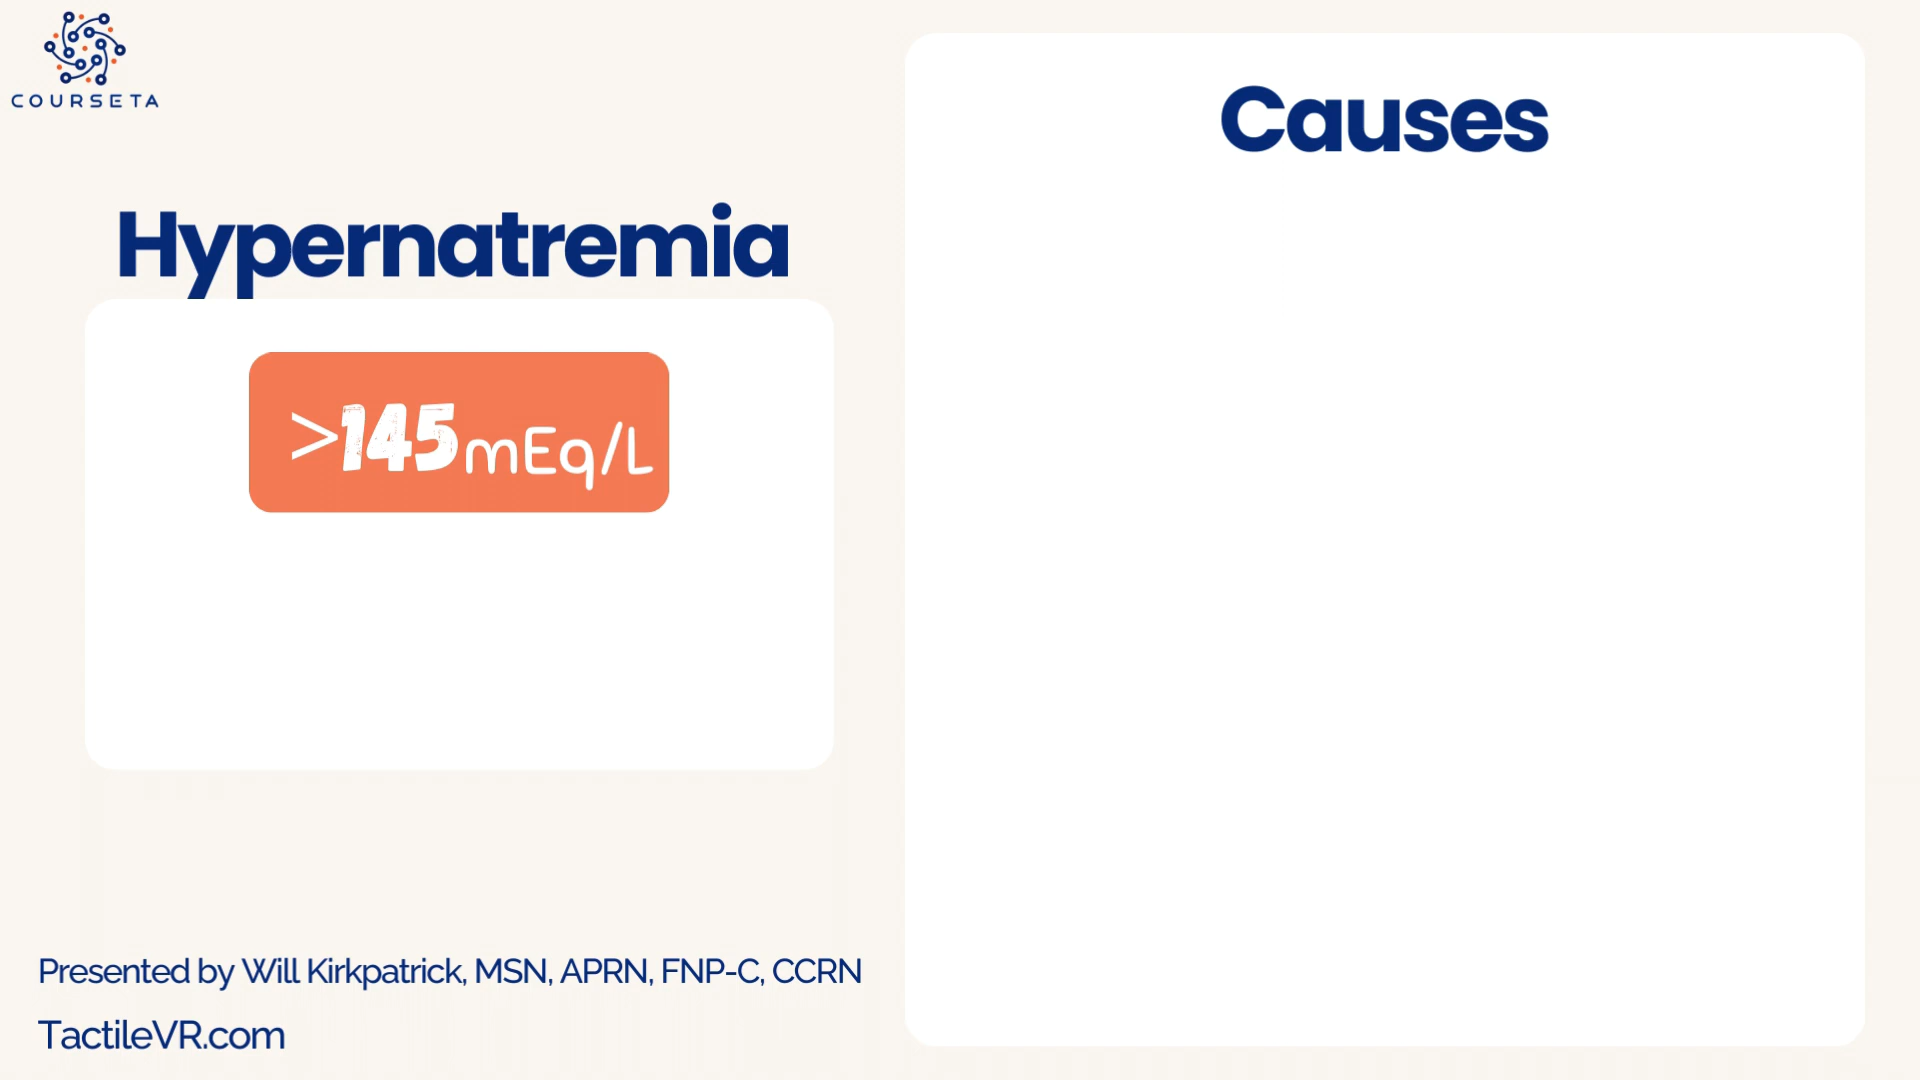 COURSETA
Hypernatremia
>145mEq/L
Presented by Will Kirkpatrick, MSN, APRN, FNP-C, CCRN
TactileVR.com
Causes